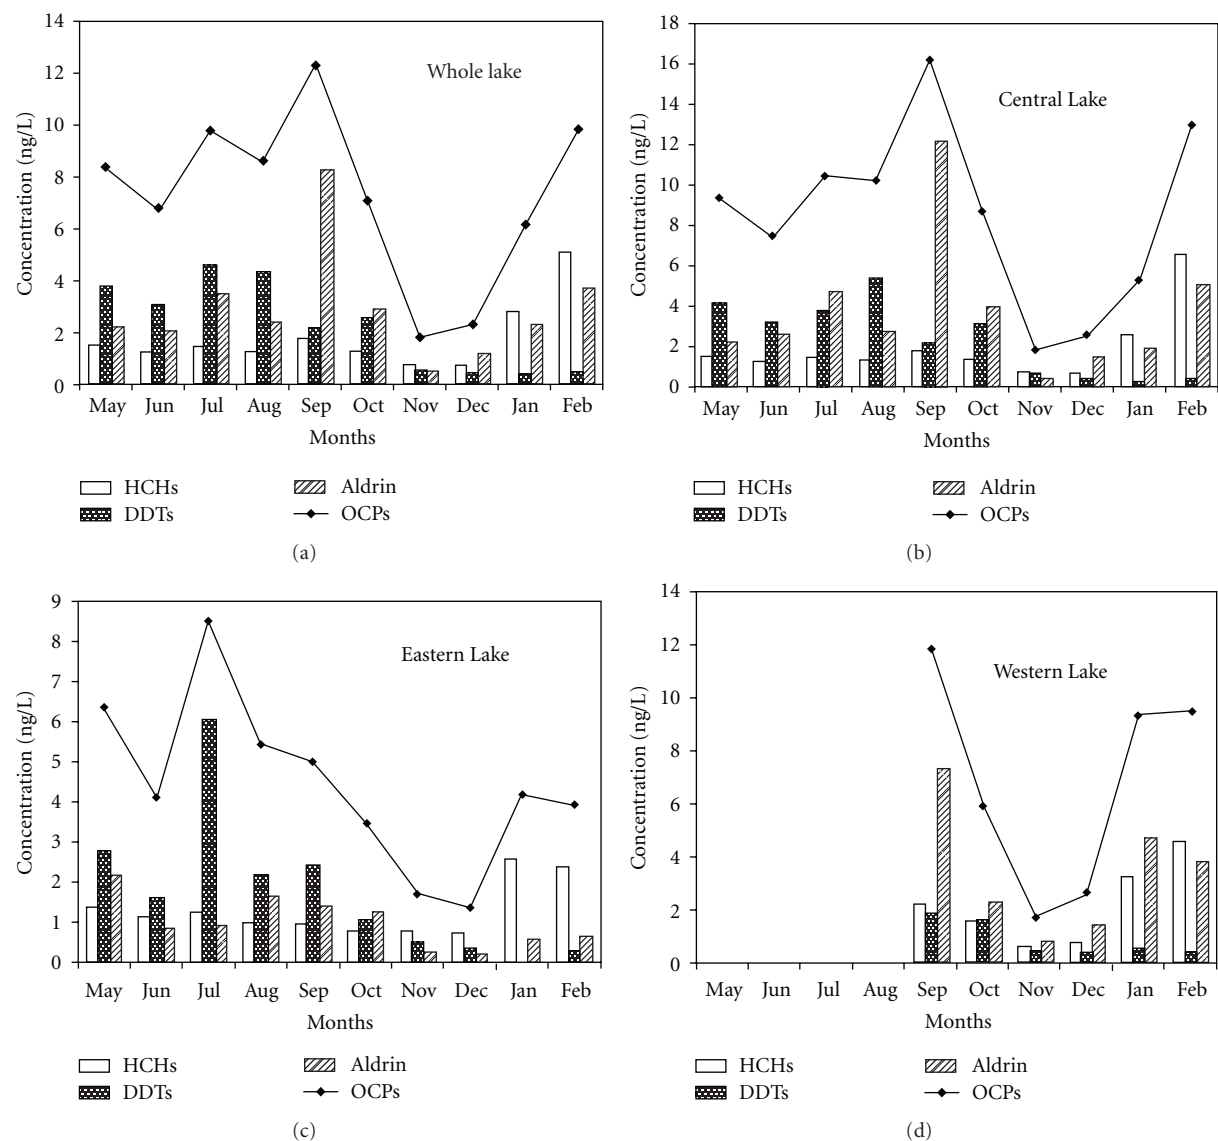 Whole lake
Concentration (ng/L)
14
12
10
8
6
4
2
0
May Jun Jul Aug Sep Oct Nov Dec Jan Feb
Months
HCHs
DDTs
Aldrin
OCPs
(a)
Central Lake
Concentration (ng/L)
18
16
14
12
10
8
6
4
2
0
May Jun Jul Aug Sep Oct Nov Dec Jan Feb
Months
HCHs
DDTs
Aldrin
OCPs
(b)
Eastern Lake
Concentration (ng/L)
9
8
7
6
5
4
3
2
1
0
May Jun Jul Aug Sep Oct Nov Dec Jan Feb
Months
HCHs
DDTs
Aldrin
OCPs
(c)
Western Lake
Concentration (ng/L)
14
12
10
8
6
4
2
0
May Jun Jul Aug Sep Oct Nov Dec Jan Feb
Months
HCHs
DDTs
Aldrin
OCPs
(d)